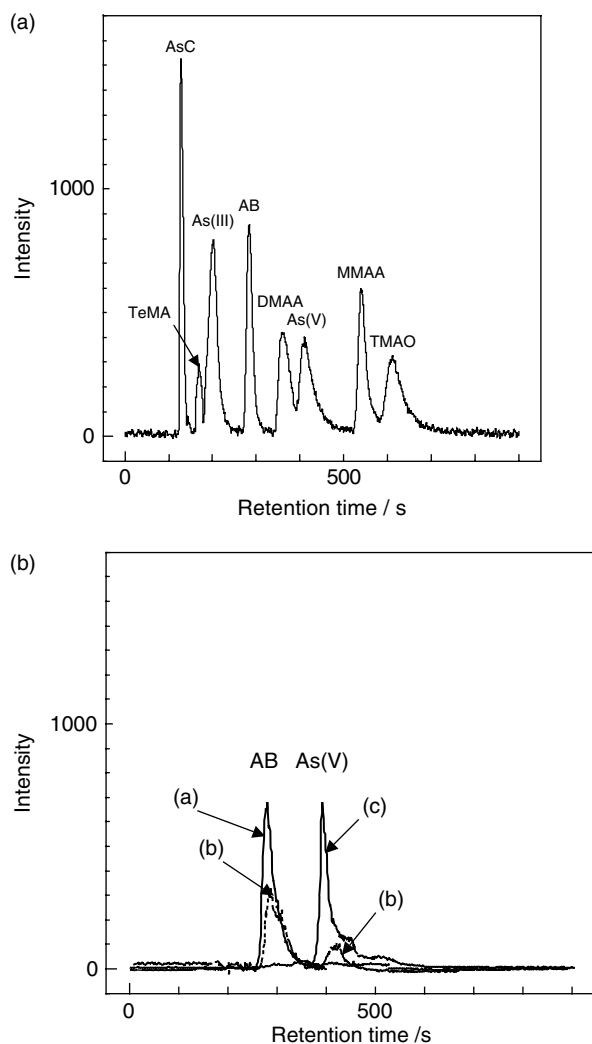 (a)
AsC
1000
As(III)
AB
MMAA
DMAA
As(V)
TeMA
TMAO
Intensity
0
0
500
Retention time / s
(b)
1000
AB
As(V)
(a)
(c)
(b)
(b)
Intensity
0
0
500
Retention time /s